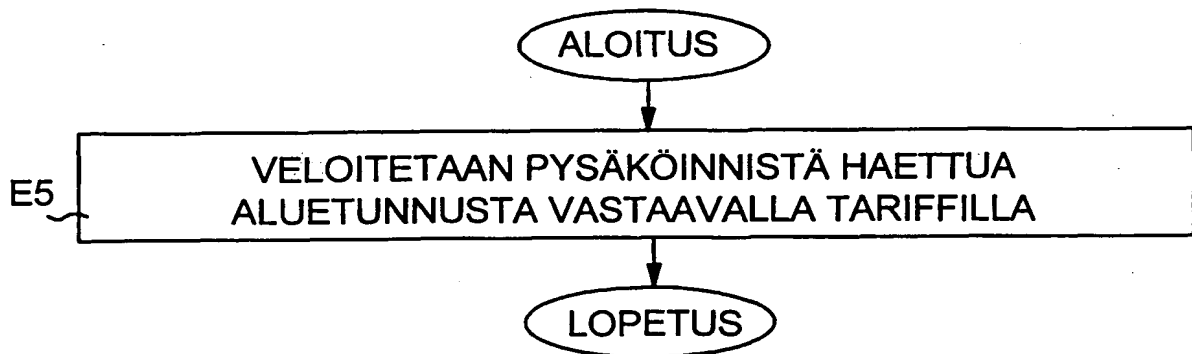 ALOITUS
E5
VELOITETAAN PYSÄKÖINNISTÄ HAETTUA
ALUETUNNUSTA VASTAAVALLA TARIFFILLA
LOPETUS